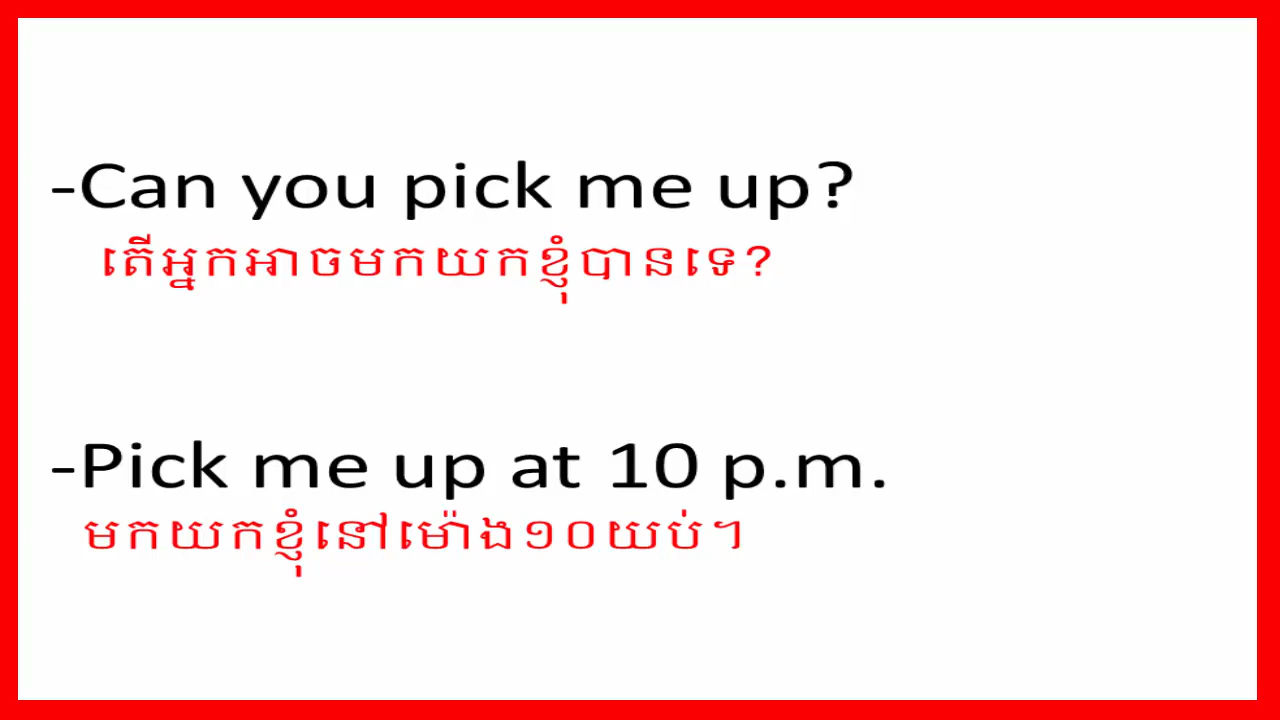 -Can you pick me up?
តើអ្នកអាចមកយកខ្ញុំបានទេ?
-Pick me up at 10 p.m.
មកយកខ្ញុំនៅម៉ោង១០យប់។